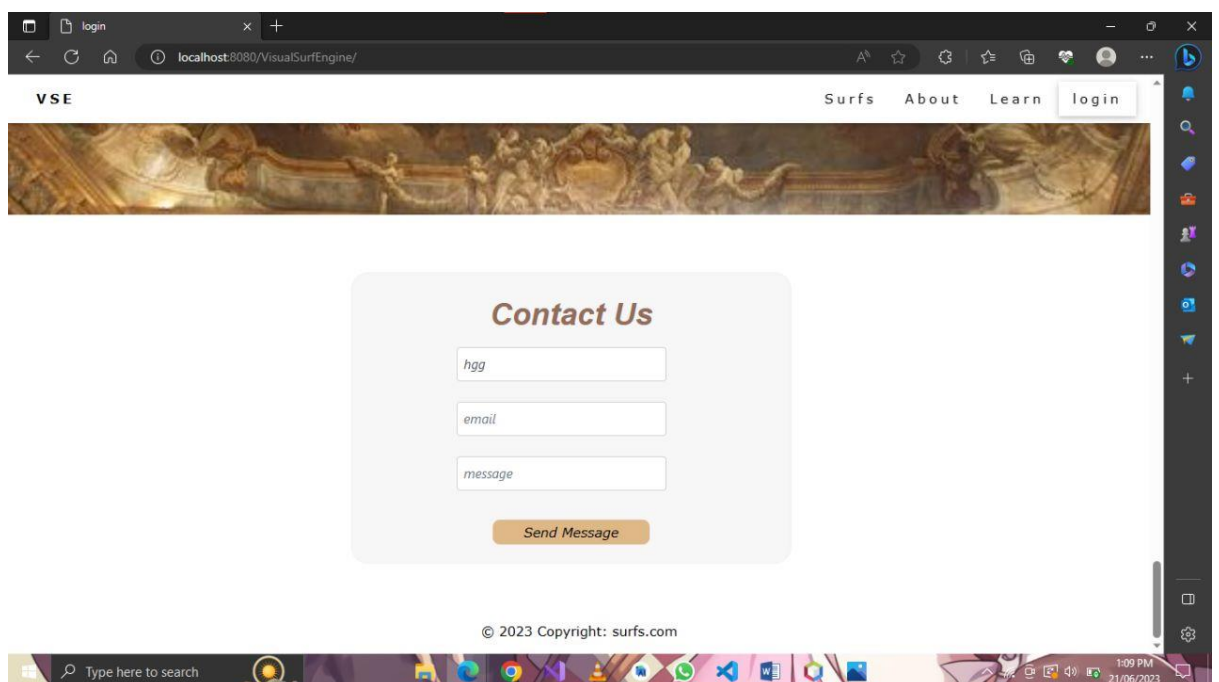 login
localhost:8080/VisualSurfEngine/
VSE
Surfs About Learn login
Contact Us
hgg
email
message
Send Message
© 2023 Copyright: surfs.com
Type here to search
1:09 PM
21/06/2023